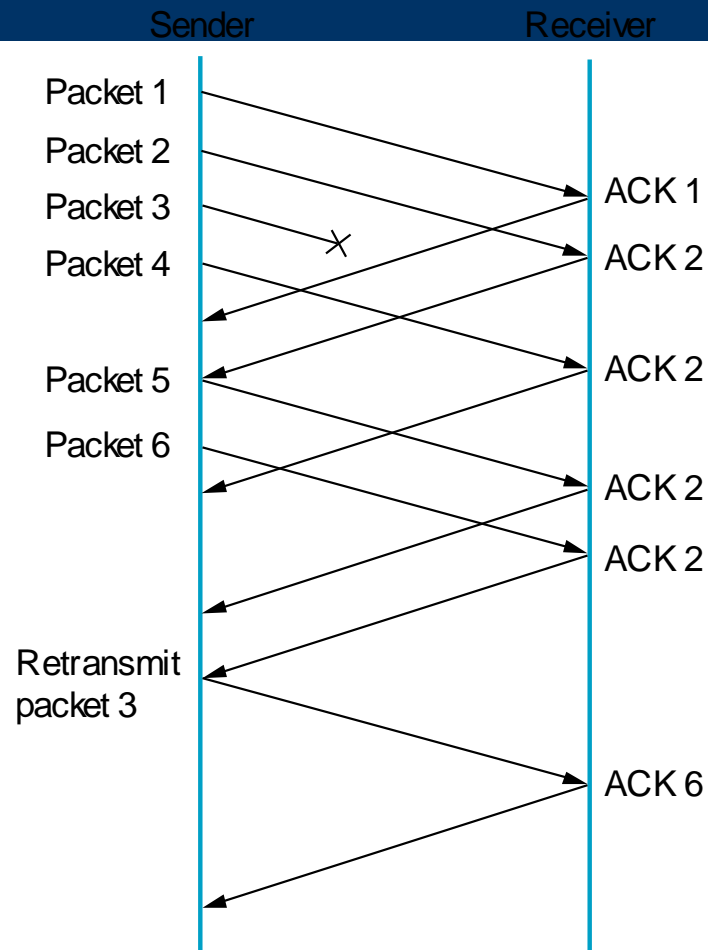 Sender Receiver
Packet 1
Packet 2
ACK 1
Packet 3
ACK 2
Packet 4
ACK 2
Packet 5
Packet 6
ACK 2
ACK 2
Retransmit
packet 3
ACK 6